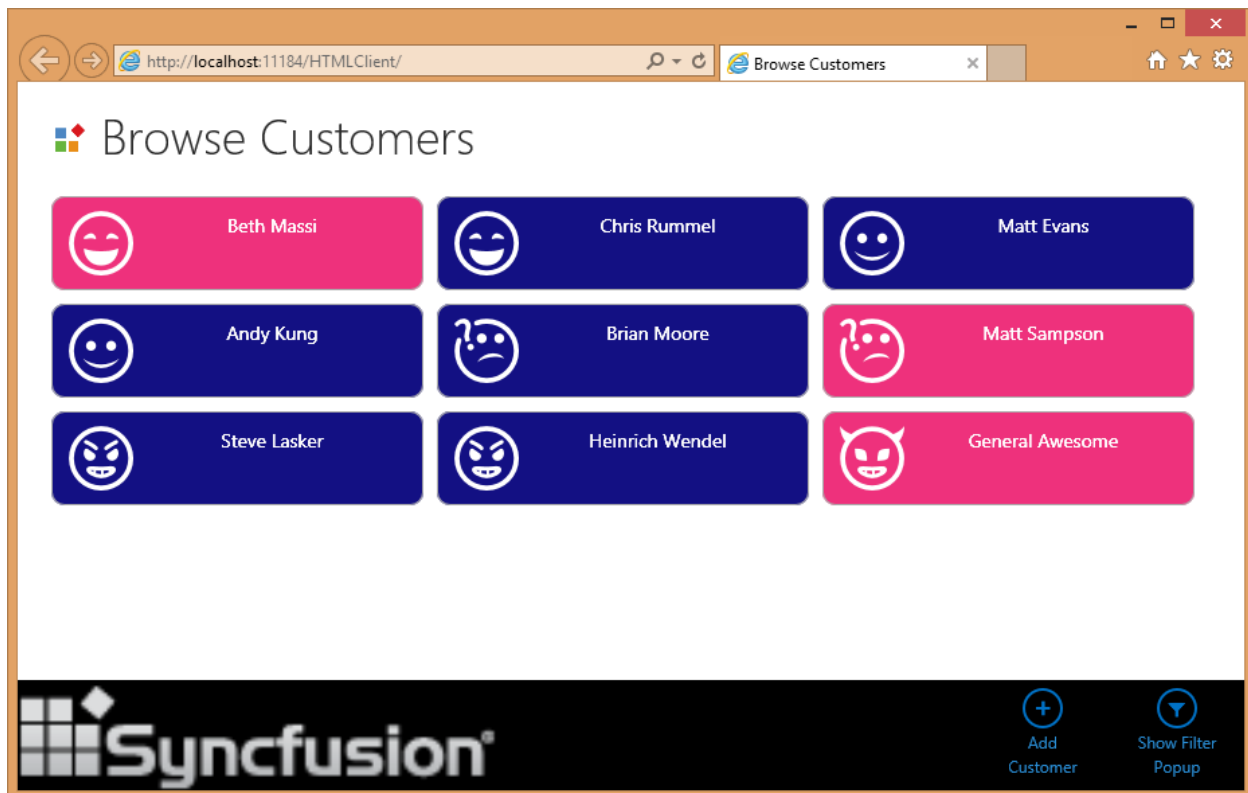 http://localhost:11184/HTMLClient/
Browse Customers
Browse Customers
Beth Massi
Chris Rummel
Matt Evans
Andy Kung
Brian Moore
Matt Sampson
Steve Lasker
Heinrich Wendel
General Awesome
Syncfusion®
Add
Customer
Show Filter
Popup